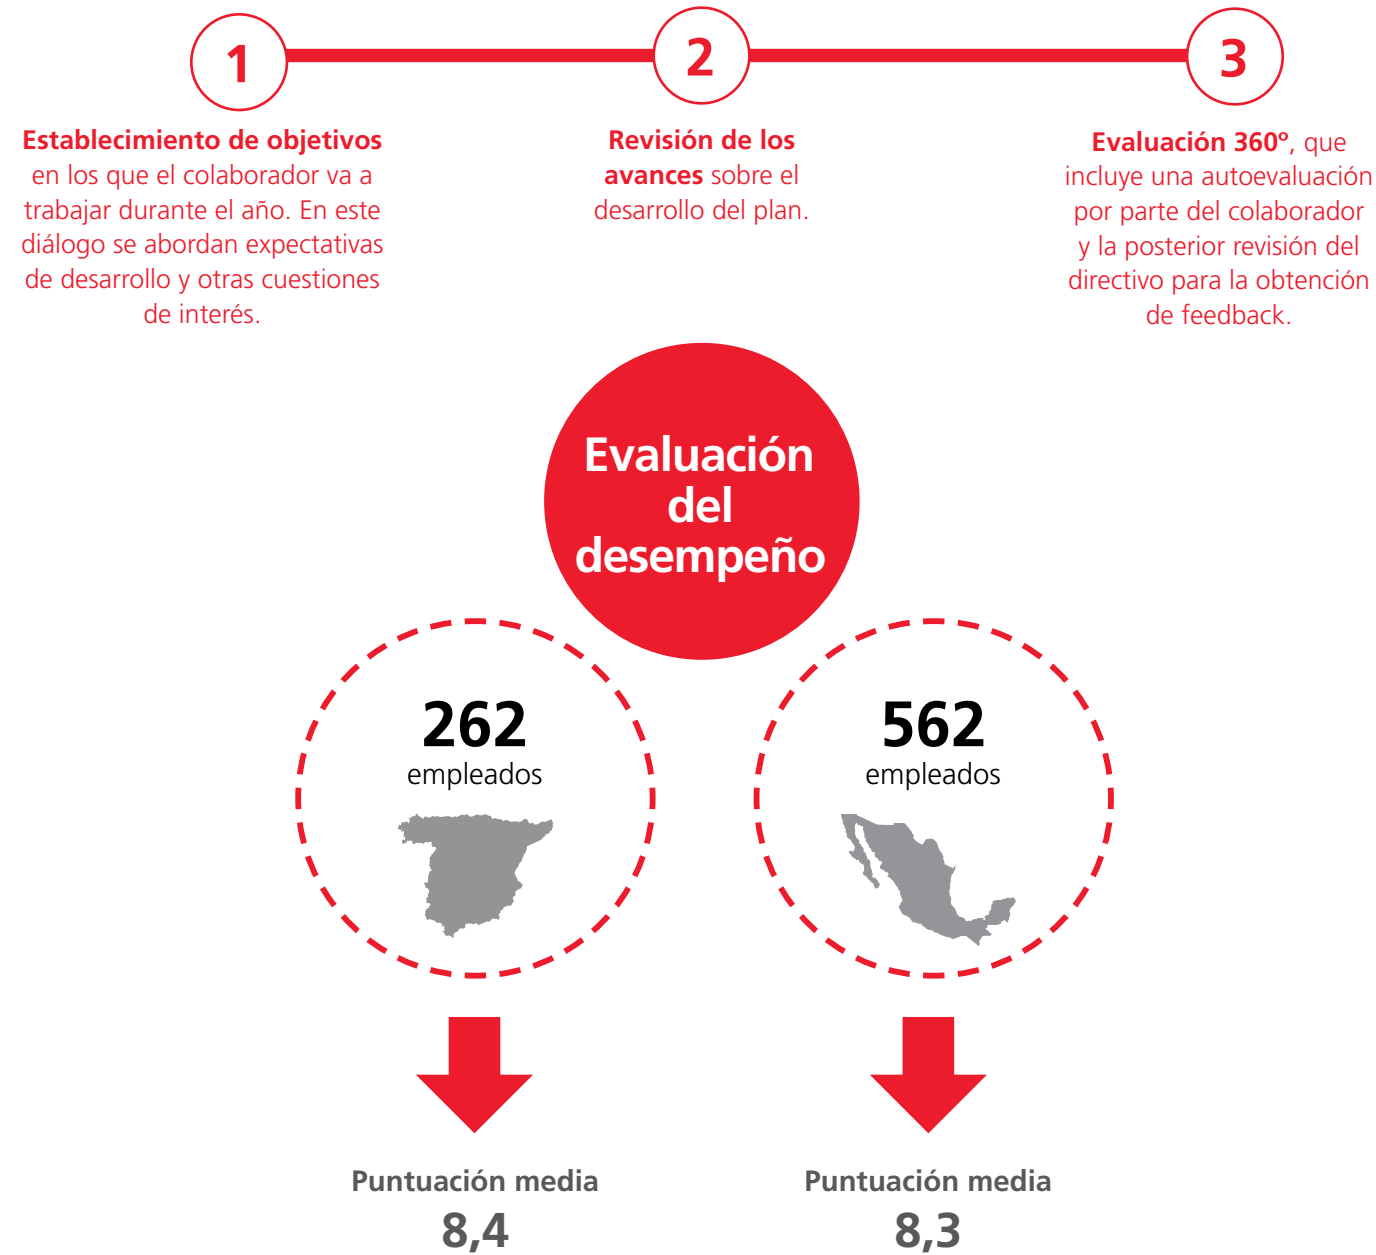 1
Establecimiento de objetivos
en los que el colaborador va a
trabajar durante el año. En este
diálogo se abordan expectativas
de desarrollo y otras cuestiones
de interés.
2
Revisión de los
avances sobre el
desarrollo del plan.
3
Evaluación 360º, que
incluye una autoevaluación
por parte del colaborador
y la posterior revisión del
directivo para la obtención
de feedback.
Evaluación
del
desempeño
262
empleados
562
empleados
Puntuación media
8,4
Puntuación media
8,3